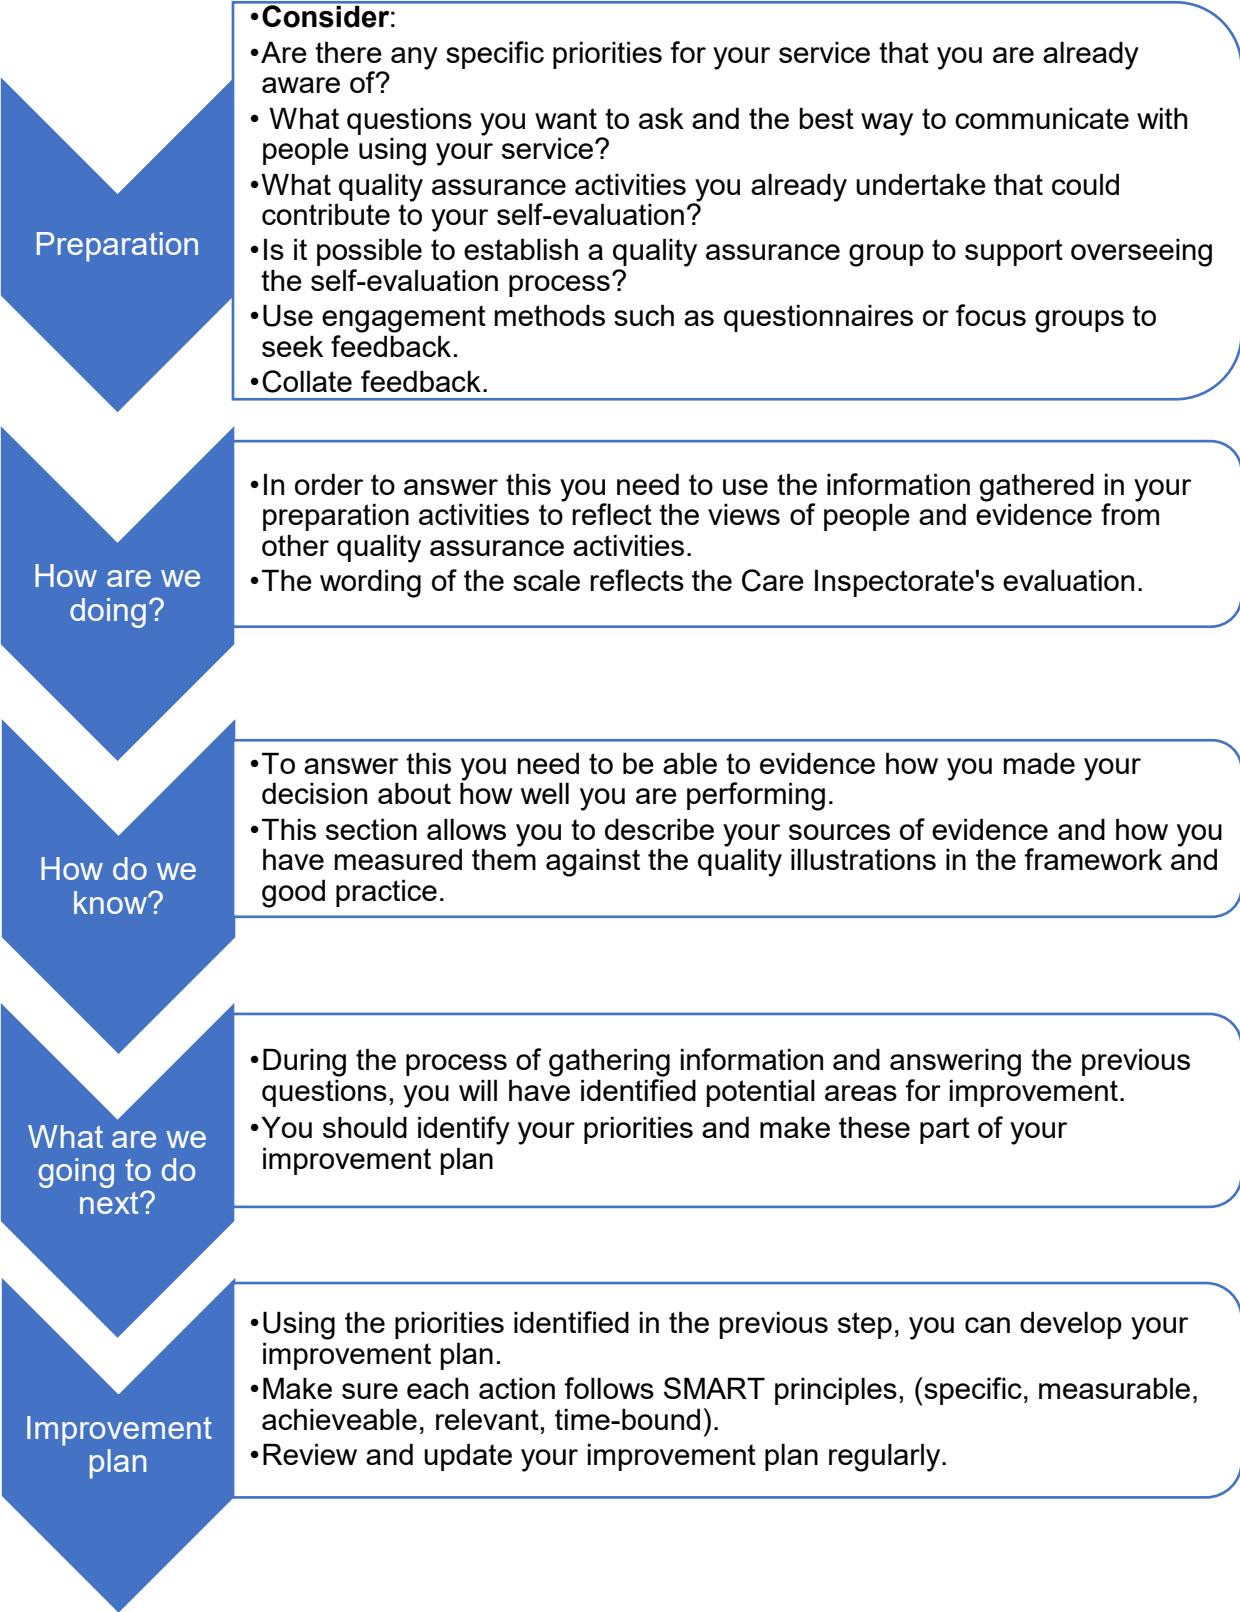 Preparation
•Consider:
•Are there any specific priorities for your service that you are already
aware of?
• What questions you want to ask and the best way to communicate with
people using your service?
•What quality assurance activities you already undertake that could
contribute to your self-evaluation?
•Is it possible to establish a quality assurance group to support overseeing
the self-evaluation process?
•Use engagement methods such as questionnaires or focus groups to
seek feedback.
•Collate feedback.
How are we
doing?
•In order to answer this you need to use the information gathered in your
preparation activities to reflect the views of people and evidence from
other quality assurance activities.
•The wording of the scale reflects the Care Inspectorate's evaluation.
How do we
know?
•To answer this you need to be able to evidence how you made your
decision about how well you are performing.
•This section allows you to describe your sources of evidence and how you
have measured them against the quality illustrations in the framework and
good practice.
What are we
going to do
next?
•During the process of gathering information and answering the previous
questions, you will have identified potential areas for improvement.
•You should identify your priorities and make these part of your
improvement plan
Improvement
plan
•Using the priorities identified in the previous step, you can develop your
improvement plan.
•Make sure each action follows SMART principles, (specific, measurable,
achieveable, relevant, time-bound).
•Review and update your improvement plan regularly.